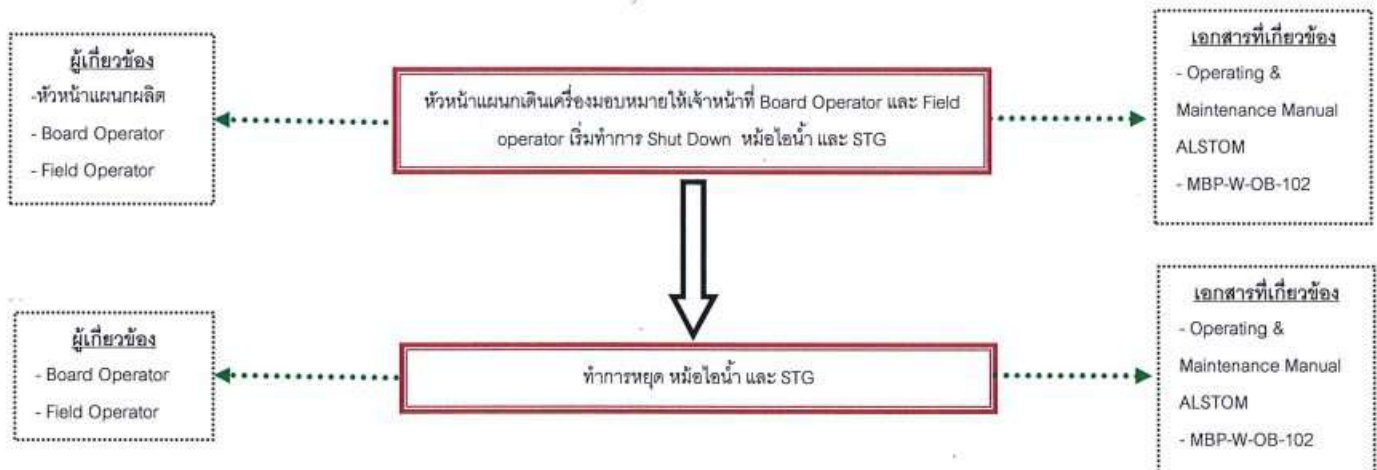 ผู้เกี่ยวข้อง
-หัวหน้าแผนกผลิต
- Board Operator
- Field Operator
หัวหน้าแผนกเดินเครื่องมอบหมายให้เจ้าหน้าที่ Board Operator และ Field
operator เริ่มทำการ Shut Down หม้อไอน้ำ และ STG
เอกสารที่เกี่ยวข้อง
- Operating &
Maintenance Manual
ALSTOM
- MBP-W-OB-102
ผู้เกี่ยวข้อง
- Board Operator
- Field Operator
ทำการหยุด หม้อไอน้ำ และ STG
เอกสารที่เกี่ยวข้อง
- Operating &
Maintenance Manual
ALSTOM
- MBP-W-OB-102